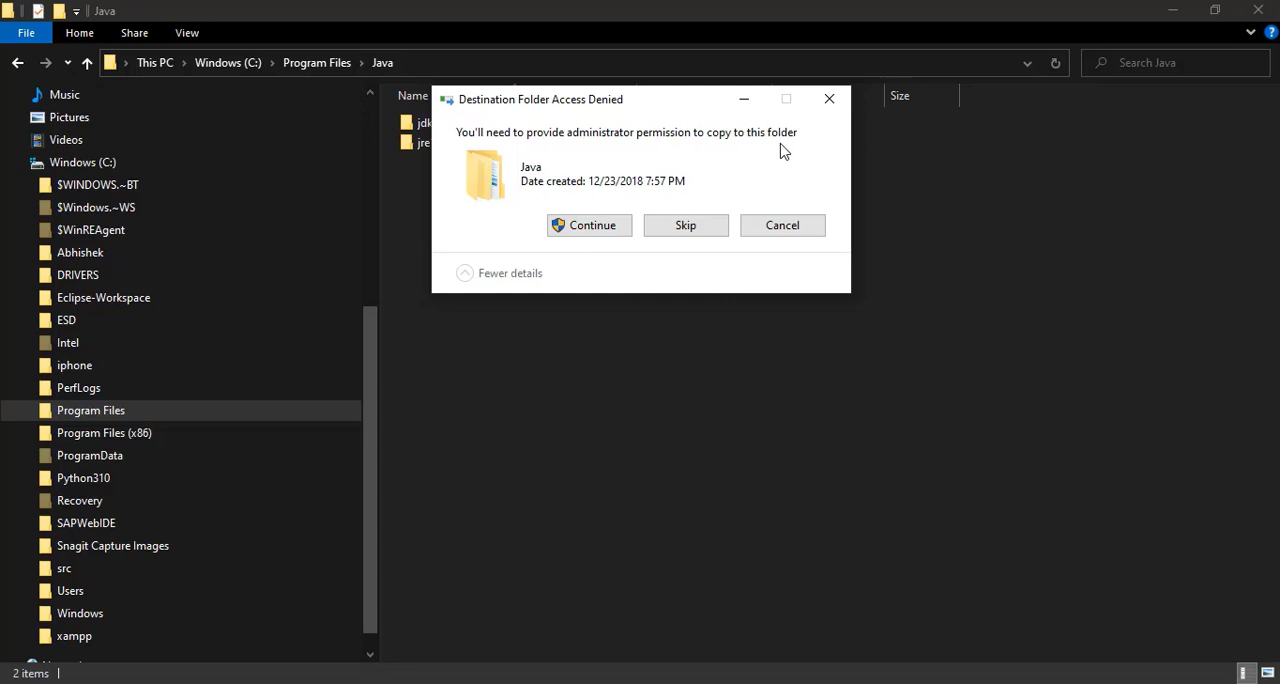 Java
File Home Share View
This PC Windows (C:) Program Files Java
Search Java
Music
Pictures
Videos
Windows (C:)
$WINDOWS.~BT
$Windows.~WS
$WinREAgent
Abhishek
DRIVERS
Eclipse-Workspace
ESD
Intel
iphone
PerfLogs
Program Files
Program Files (x86)
ProgramData
Python310
Recovery
SAPWebIDE
Snagit Capture Images
src
Users
Windows
xampp
Name Size
jdk
jre
Destination Folder Access Denied
You'll need to provide administrator permission to copy to this folder
Java
Date created: 12/23/2018 7:57 PM
Continue Skip Cancel
Fewer details
2 items